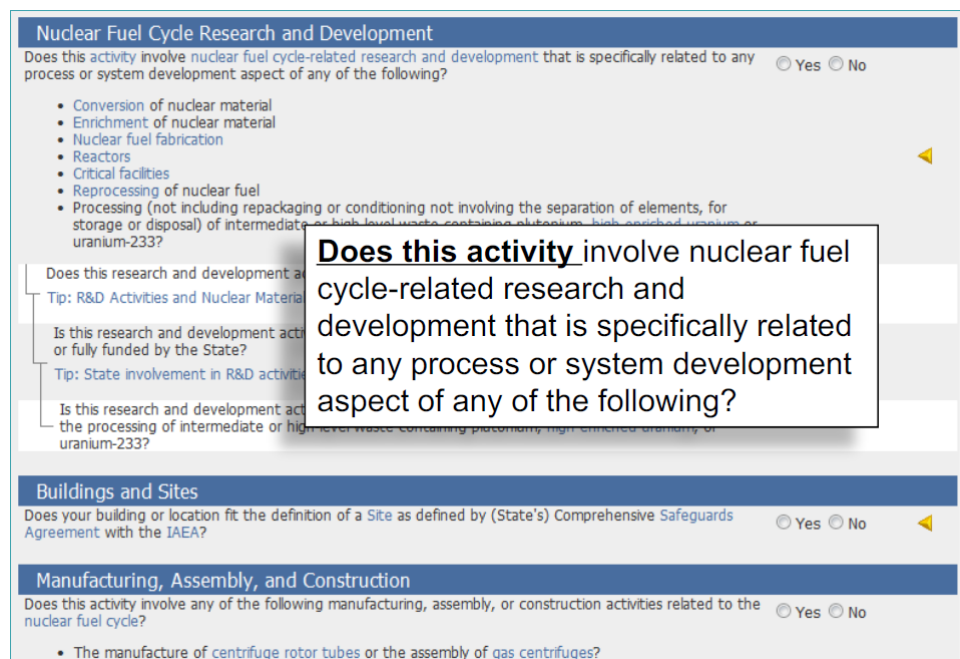 Nuclear Fuel Cycle Research and Development
Does this activity involve nuclear fuel cycle-related research and development that is specifically related to any
process or system development aspect of any of the following?
Yes No
• Conversion of nuclear material
• Enrichment of nuclear material
• Nuclear fuel fabrication
• Reactors
• Critical facilities
• Reprocessing of nuclear fuel
• Processing (not including repackaging or conditioning not involving the separation of elements, for
storage or disposal) of intermediate or high level waste containing plutonium, high enriched uranium or
uranium-233?
Does this activity involve nuclear fuel
cycle-related research and
development that is specifically related
to any process or system development
aspect of any of the following?
Does this research and development
Tip: R&D Activities and Nuclear Material
Is this research and development
or fully funded by the State?
Tip: State involvement in R&D
Is this research and development
the processing of intermediate or high level waste containing plutonium, high enriched uranium, or
uranium-233?
Buildings and Sites
Does your building or location fit the definition of a Site as defined by (State's) Comprehensive Safeguards
Agreement with the IAEA?
Yes No
Manufacturing, Assembly, and Construction
Does this activity involve any of the following manufacturing, assembly, or construction activities related to the
nuclear fuel cycle?
Yes No
• The manufacture of centrifuge rotor tubes or the assembly of gas centrifuges?